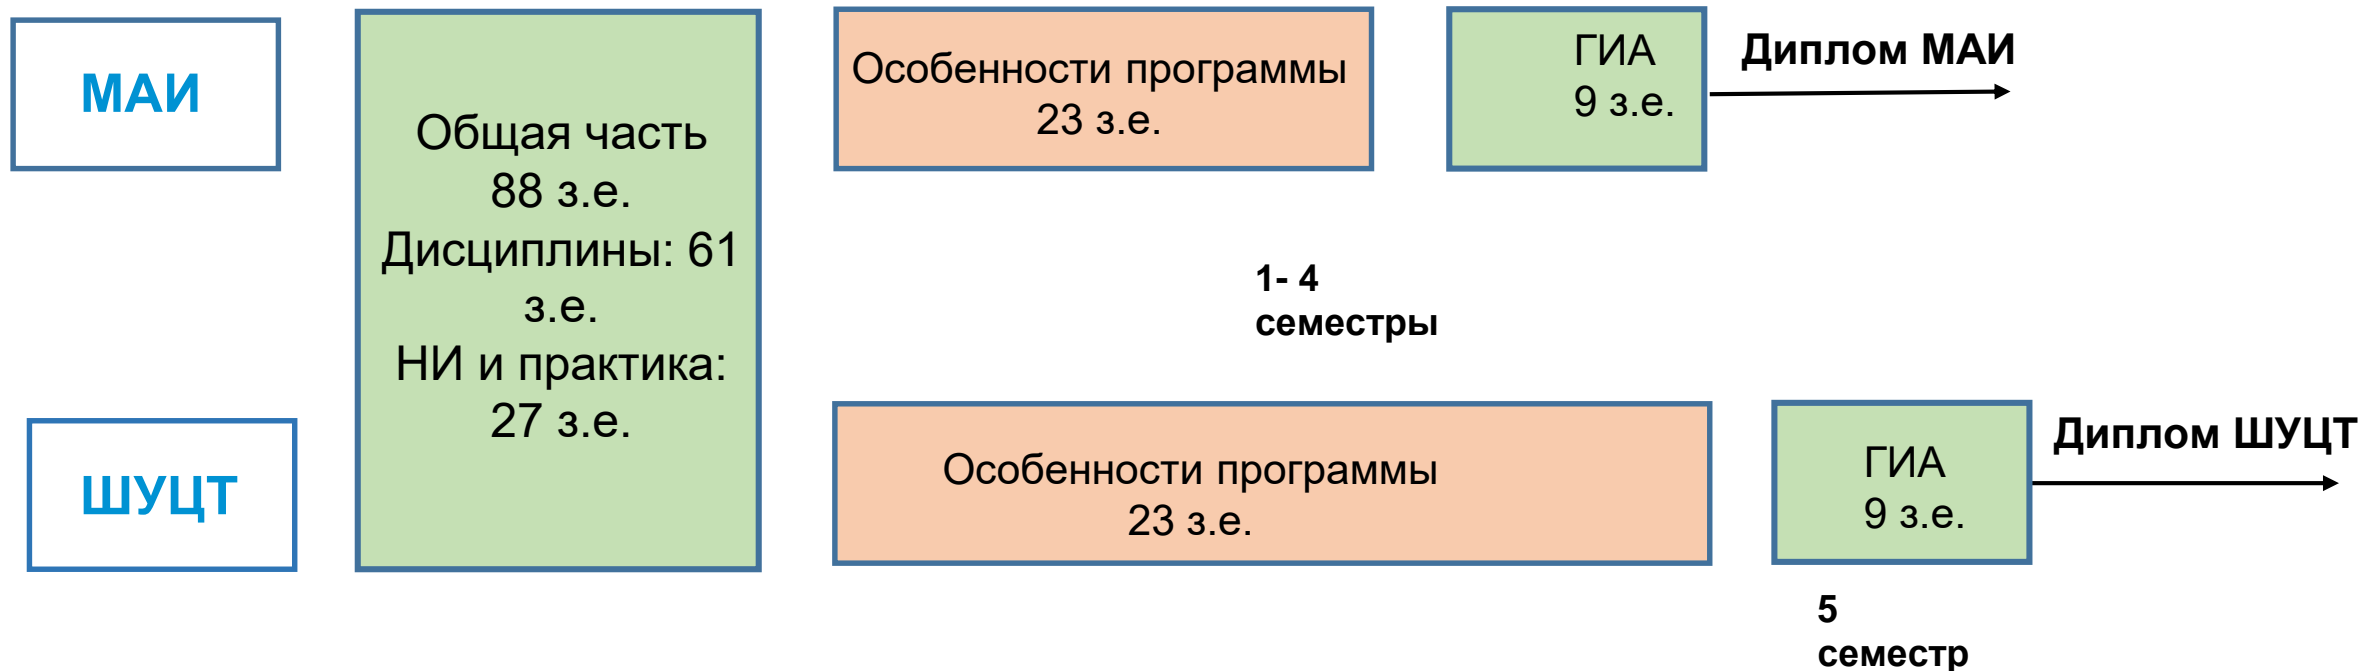 МАИ
Общая часть
88 з.е.
Дисциплины: 61
з.е.
НИ и практика:
27 з.е.
Особенности программы
23 з.е.
ГИА
9 з.е.
Диплом МАИ
1- 4
семестры
ШУЦТ
Особенности программы
23 з.е.
ГИА
9 з.е.
Диплом ШУЦТ
5
семестр